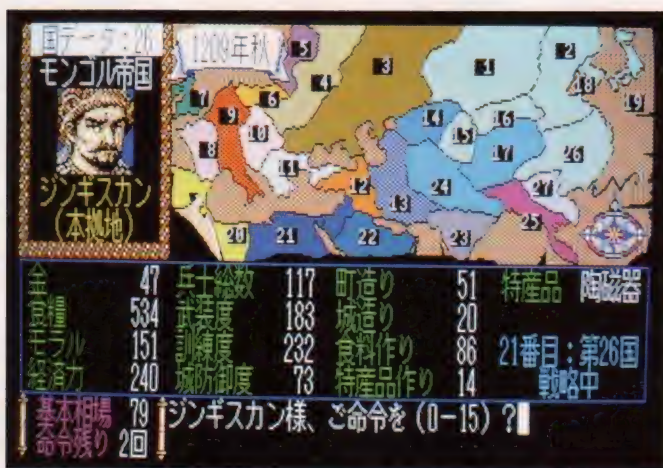 国データ：26
モンゴル帝国
ジンギスカン
（本拠地）
1209年秋
1
2
3
4
5
6
7
8
9
10
11
12
13
14
15
16
17
18
19
20
21
22
23
24
25
26
27
金 47 兵士総数 117 町造り 51 特産品 陶磁器
食糧 534 武装度 183 城造り 20
モラル 151 訓練度 232 食料作り 86 21番目：第26国
経済力 240 城防御度 73 特産品作り 14 戦略中
基本相場 79
命令残り 2回
ジンギスカン様、ご命令を（0－15）？